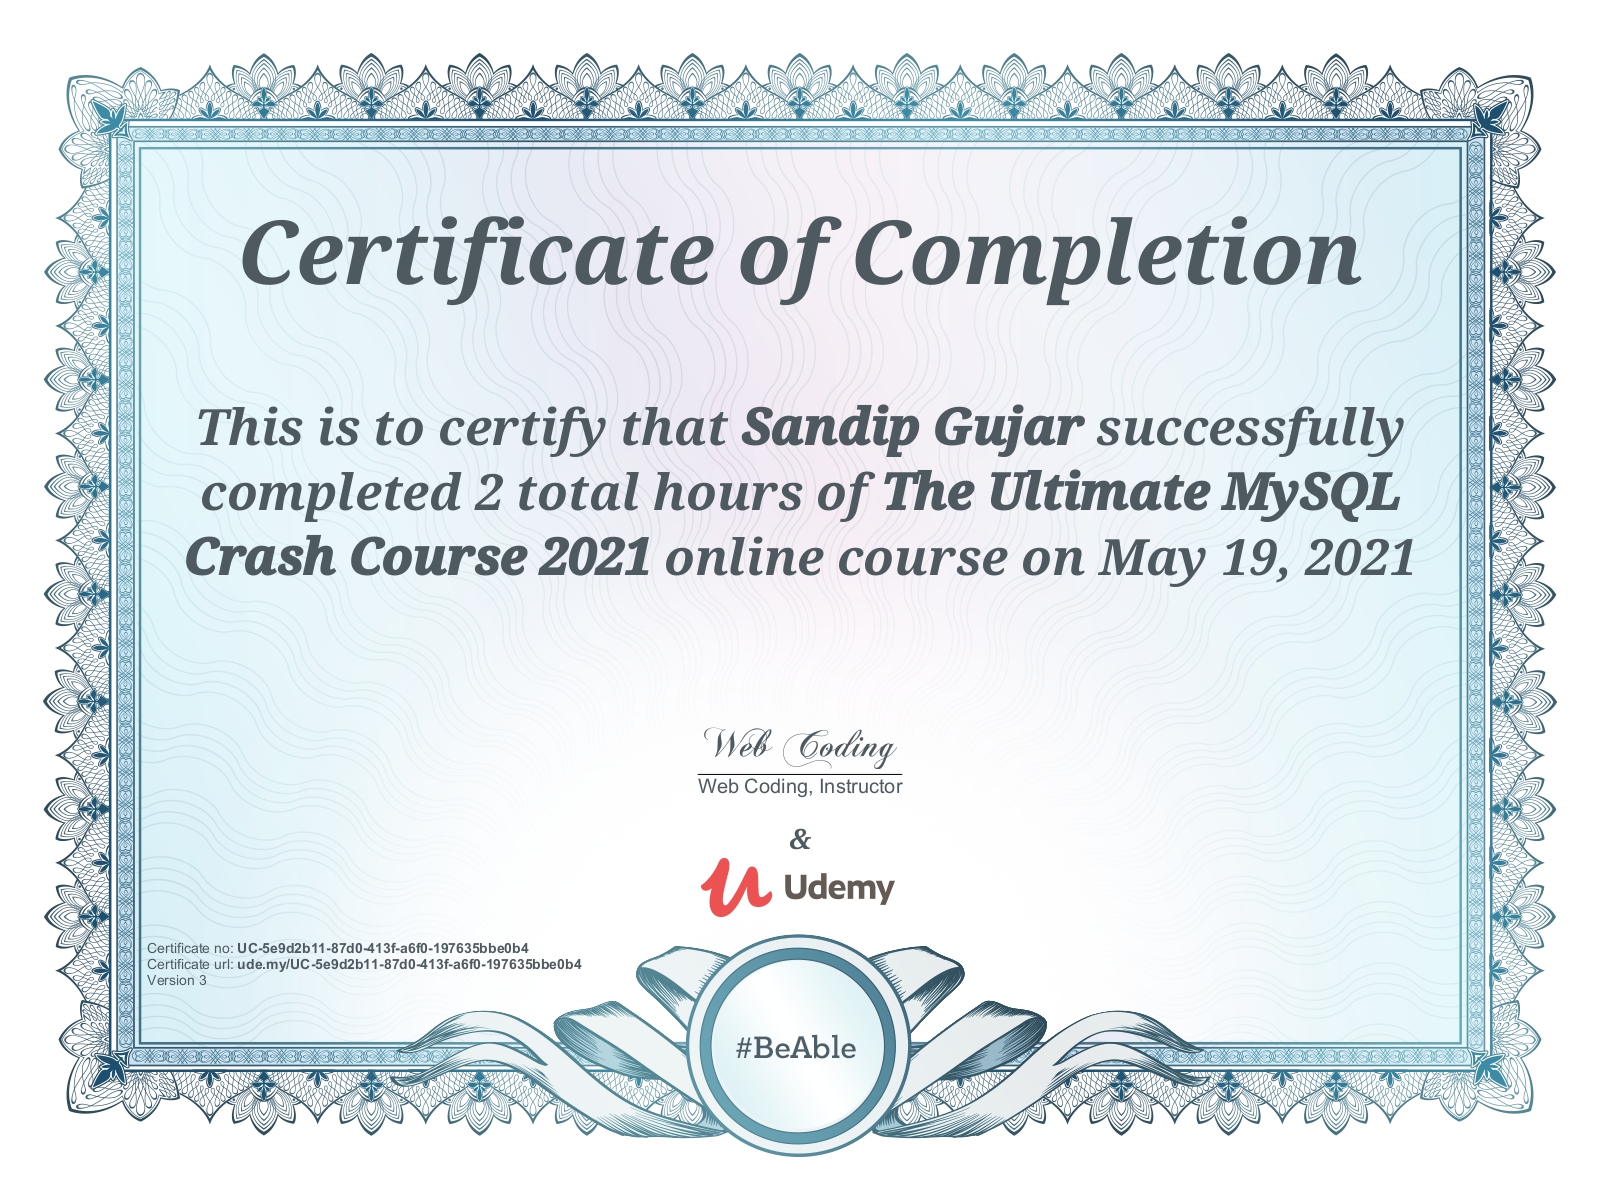 Certificate of Completion
This is to certify that Sandip Gujar successfully
completed 2 total hours of The Ultimate MySQL
Crash Course 2021 online course on May 19, 2021
Web Coding
Web Coding, Instructor
&
Udemy
Certificate no: UC-5e9d2b11-87d0-413f-a6f0-197635bbe0b4
Certificate url: ude.my/UC-5e9d2b11-87d0-413f-a6f0-197635bbe0b4
Version 3
#BeAble